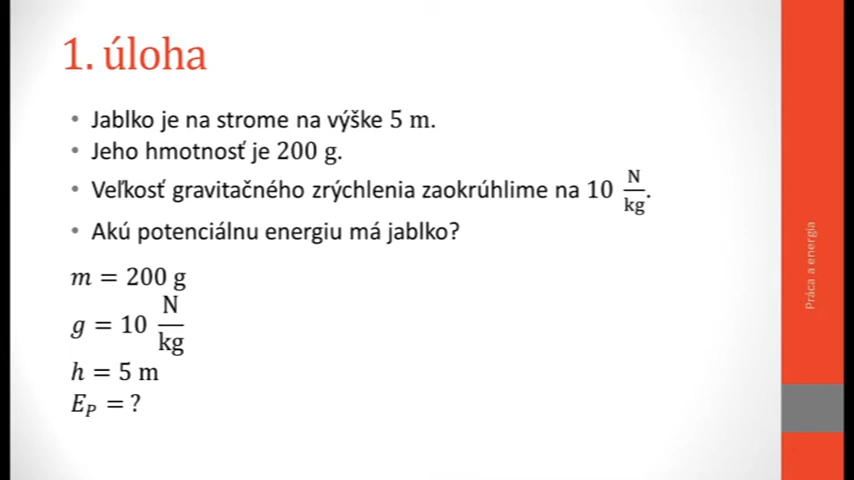 1. úloha
• Jablko je na strome na výške 5 m.
• Jeho hmotnosť je 200 g.
• Veľkosť gravitačného zrýchlenia zaokrúhlime na 10 N/kg.
• Akú potenciálnu energiu má jablko?
m = 200 g
g = 10 N/kg
h = 5 m
E_P = ?
Práca a energia